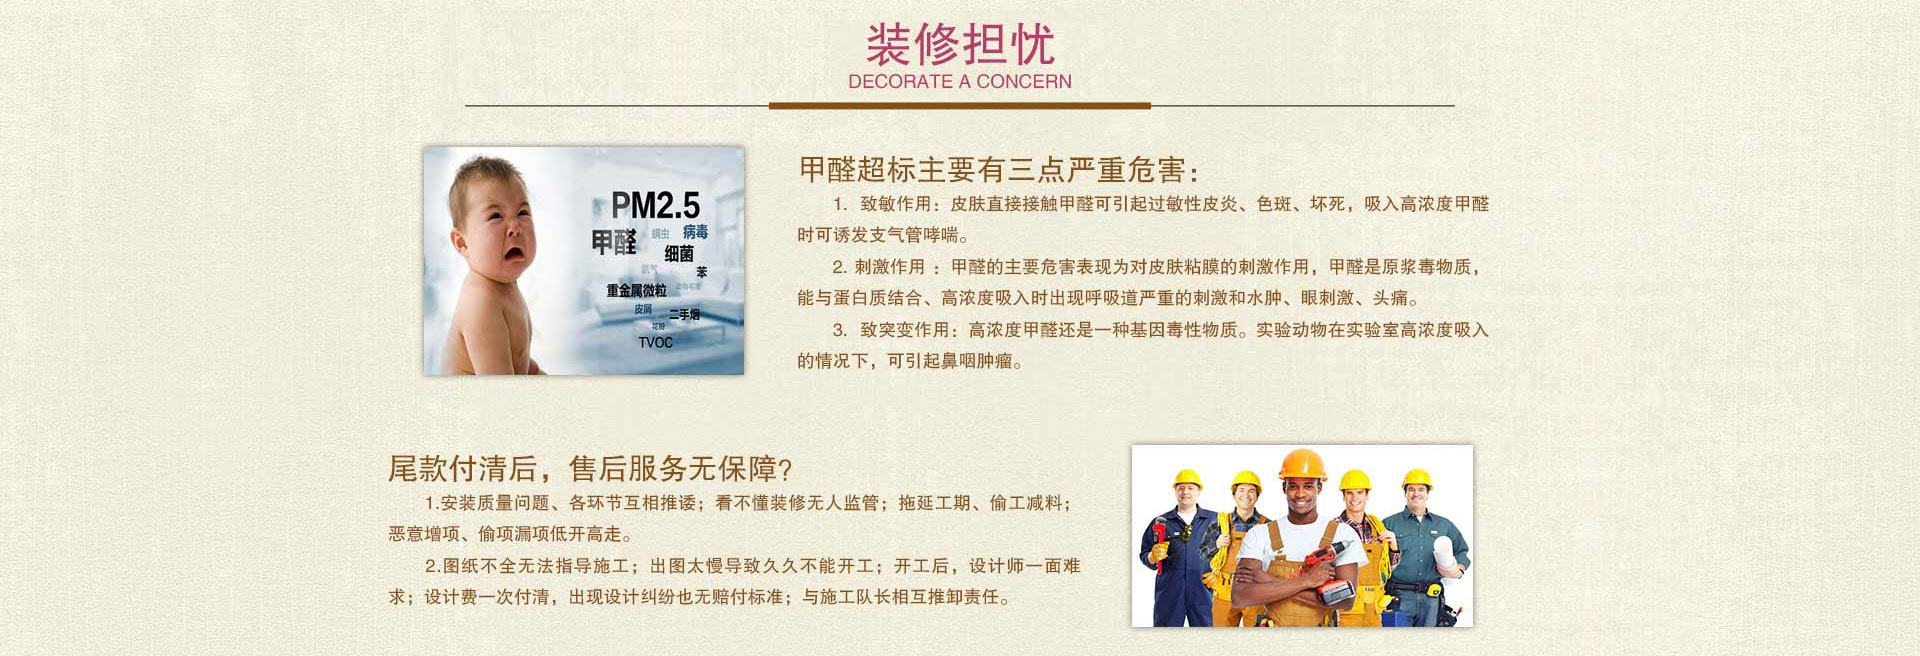 装修担忧
DECORATE A CONCERN
PM2.5
甲醛 螨虫 病毒
细菌
氨气 苯
重金属微粒
皮屑 二手烟
花粉
TVOC
甲醛超标主要有三点严重危害：
1. 致敏作用：皮肤直接接触甲醛可引起过敏性皮炎、色斑、坏死，吸入高浓度甲醛
时可诱发支气管哮喘。
2. 刺激作用 ：甲醛的主要危害表现为对皮肤粘膜的刺激作用，甲醛是原浆毒物质，
能与蛋白质结合、高浓度吸入时出现呼吸道严重的刺激和水肿、眼刺激、头痛。
3. 致突变作用：高浓度甲醛还是一种基因毒性物质。实验动物在实验室高浓度吸入
的情况下，可引起鼻咽肿瘤。
尾款付清后，售后服务无保障？
1.安装质量问题、各环节互相推诿；看不懂装修无人监管；拖延工期、偷工减料；
恶意增项、偷项漏项低开高走。
2.图纸不全无法指导施工；出图太慢导致久久不能开工；开工后，设计师一面难
求；设计费一次付清，出现设计纠纷也无赔付标准；与施工队长相互推卸责任。